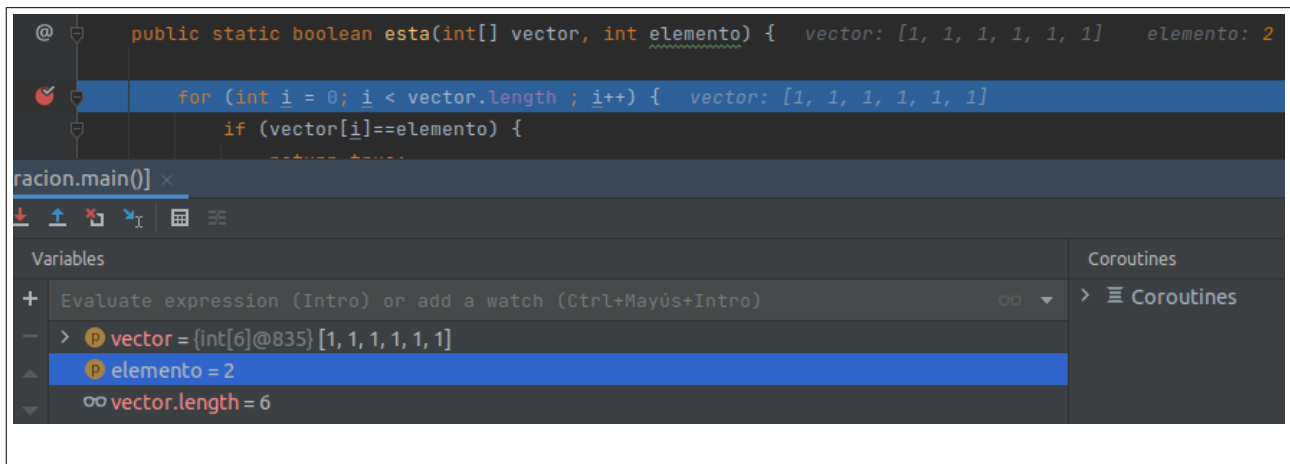 @ public static boolean esta(int[] vector, int elemento) { vector: [1, 1, 1, 1, 1, 1] elemento: 2
for (int i = 0; i < vector.length ; i++) { vector: [1, 1, 1, 1, 1, 1]
if (vector[i]==elemento) {
return true;
racion.main()] ×
Variables
Coroutines
Evaluate expression (Intro) or add a watch (Ctrl+Mayús+Intro)
Coroutines
vector = {int[6]@835} [1, 1, 1, 1, 1, 1]
elemento = 2
vector.length = 6